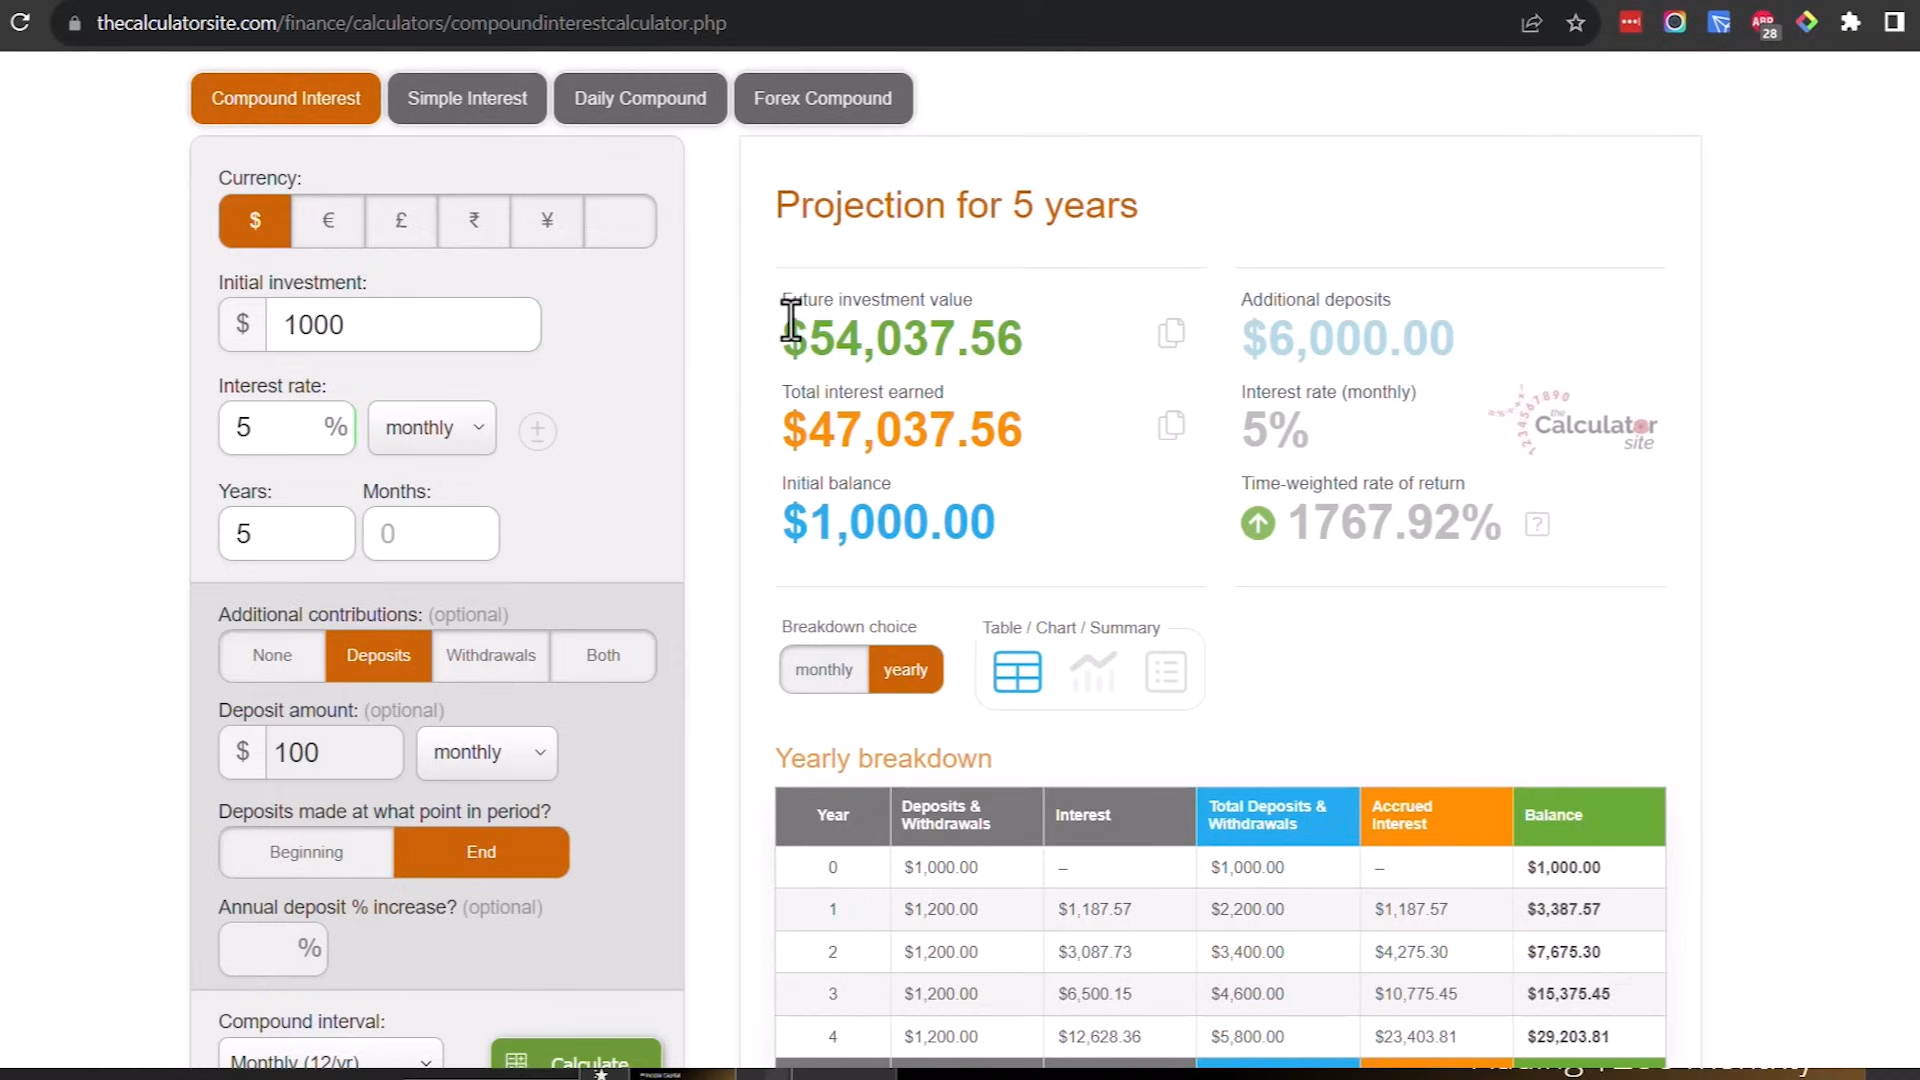 thecalculatorsite.com/finance/calculators/compoundinterestcalculator.php
ABP
28
Compound Interest
Simple Interest
Daily Compound
Forex Compound
Currency:
$
€
£
₹
¥
Initial investment:
$
1000
Interest rate:
5
%
monthly
Years:
Months:
5
0
Additional contributions: (optional)
None
Deposits
Withdrawals
Both
Deposit amount: (optional)
$
100
monthly
Deposits made at what point in period?
Beginning
End
Annual deposit % increase? (optional)
%
Compound interval:
Monthly (12/yr)
Calculate
Projection for 5 years
Future investment value
$54,037.56
Additional deposits
$6,000.00
Total interest earned
$47,037.56
Interest rate (monthly)
5%
1234567890
the
Calculator
site
Initial balance
$1,000.00
Time-weighted rate of return
1767.92%
?
Breakdown choice
monthly
yearly
Table / Chart / Summary
Yearly breakdown
Year
Deposits &
Withdrawals
Interest
Total Deposits &
Withdrawals
Accrued
Interest
Balance
0 $1,000.00 – $1,000.00 – $1,000.00
1 $1,200.00 $1,187.57 $2,200.00 $1,187.57 $3,387.57
2 $1,200.00 $3,087.73 $3,400.00 $4,275.30 $7,675.30
3 $1,200.00 $6,500.15 $4,600.00 $10,775.45 $15,375.45
4 $1,200.00 $12,628.36 $5,800.00 $23,403.81 $29,203.81